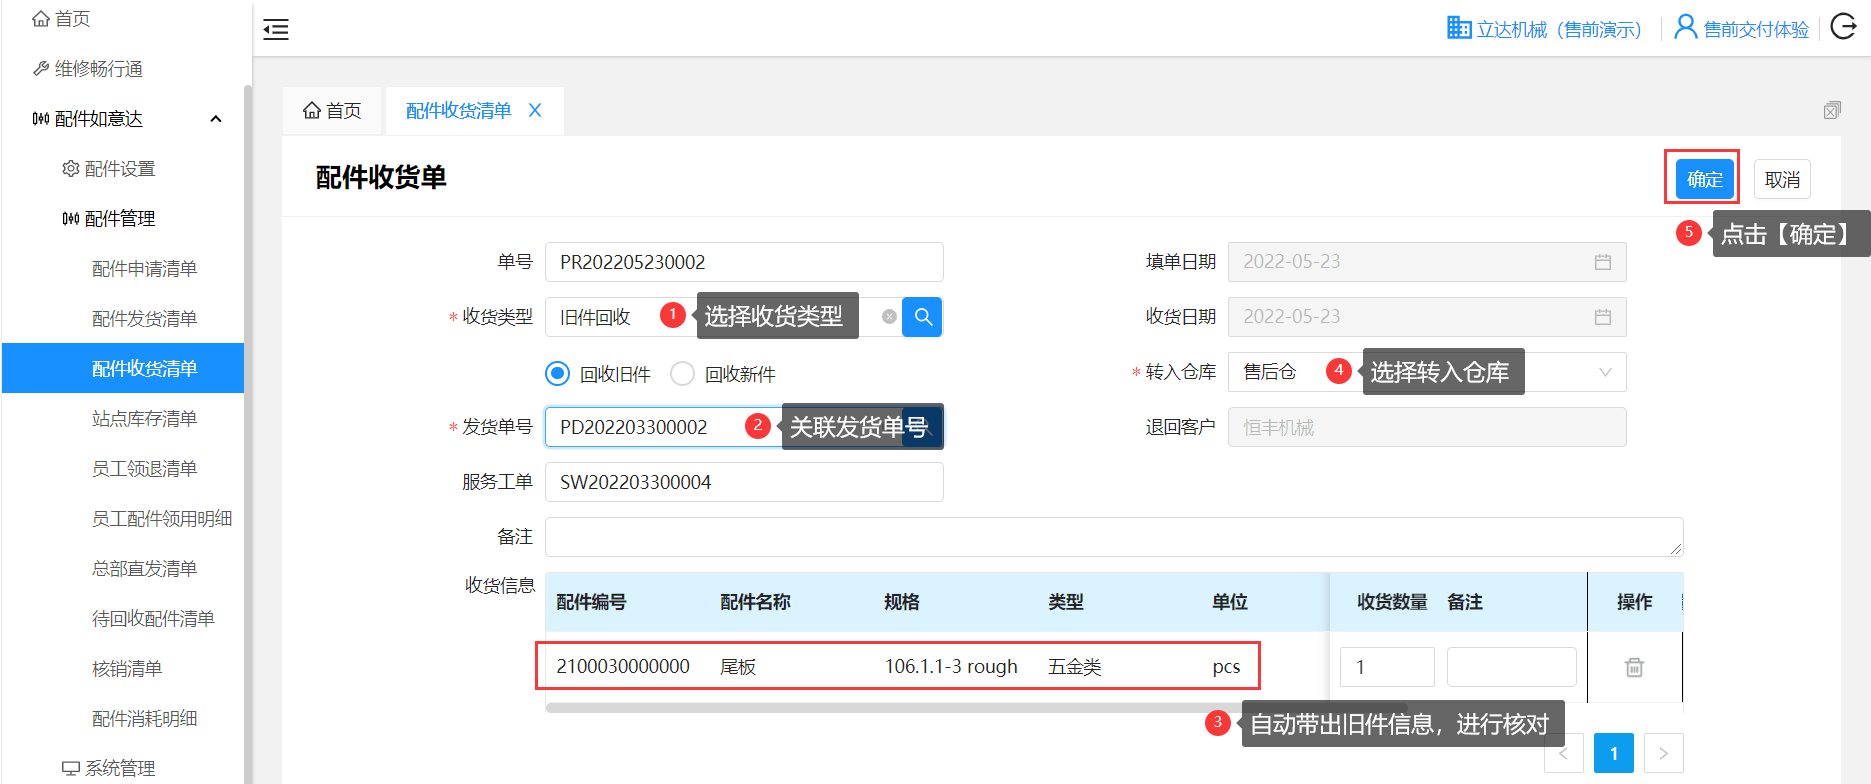 首页
维修畅行通
配件如意达
配件设置
配件管理
配件申请清单
配件发货清单
配件收货清单
站点库存清单
员工领退清单
员工配件领用明细
总部直发清单
待回收配件清单
核销清单
配件消耗明细
系统管理
立达机械（售前演示）
售前交付体验
首页
配件收货清单 X
配件收货单
确定
取消
5 点击【确定】
单号 PR202205230002
填单日期 2022-05-23
* 收货类型 旧件回收
1 选择收货类型
收货日期 2022-05-23
回收旧件 回收新件
* 转入仓库 售后仓
4 选择转入仓库
* 发货单号 PD202203300002
2 关联发货单号
退回客户 恒丰机械
服务工单 SW202203300004
备注
收货信息
配件编号 配件名称 规格 类型 单位 收货数量 备注 操作
2100030000000 尾板 106.1.1-3 rough 五金类 pcs 1
3 自动带出旧件信息，进行核对
< 1 >